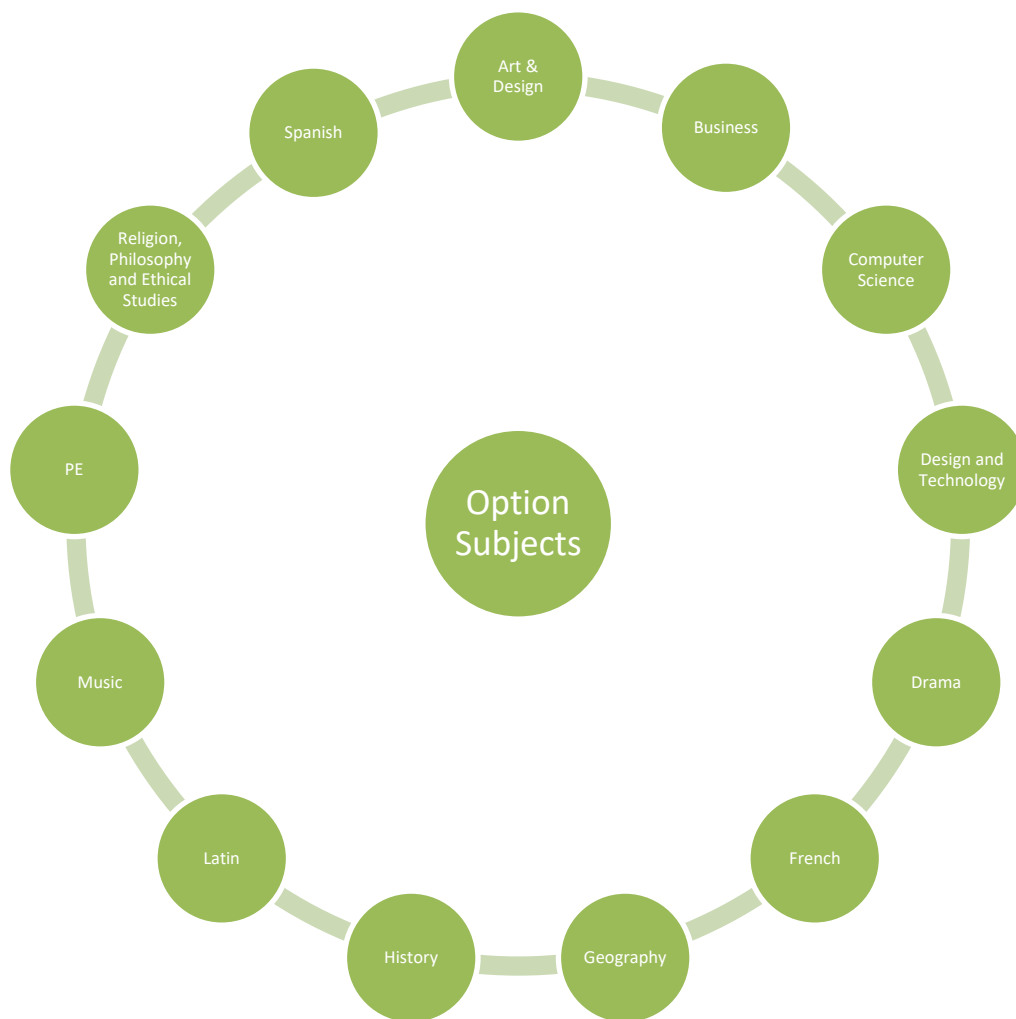 Art &
Design
Business
Computer
Science
Design and
Technology
Drama
French
Geography
History
Latin
Music
PE
Religion,
Philosophy
and Ethical
Studies
Spanish
Option
Subjects